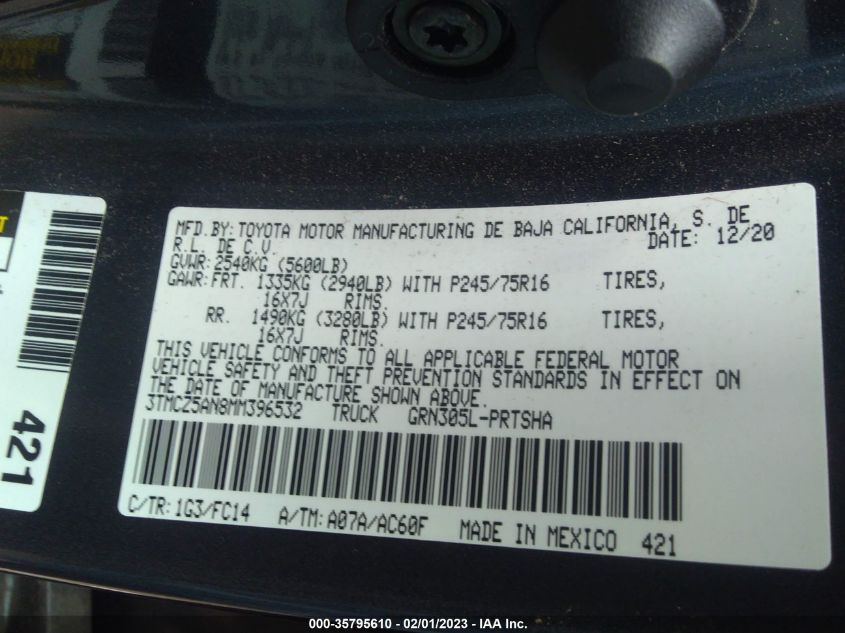 MFD.BY:TOYOTA MOTOR MANUFACTURING DE BAJA CALIFORNIA, S. DE
R.L. DE C.V. DATE: 12/20
GVWR:2540KG (5600LB)
GAWR:FRT. 1335KG (2940LB) WITH P245/75R16 TIRES,
16X7J RIMS.
RR. 1490KG (3280LB) WITH P245/75R16 TIRES,
16X7J RIMS.
THIS VEHICLE CONFORMS TO ALL APPLICABLE FEDERAL MOTOR
VEHICLE SAFETY AND THEFT PREVENTION STANDARDS IN EFFECT ON
THE DATE OF MANUFACTURE SHOWN ABOVE.
3TMCZ5AN8MM396532 TRUCK GRN305L-PRTSHA
C/TR:1G3/FC14 A/TM:A07A/AC60F MADE IN MEXICO 421
421
000-35795610 - 02/01/2023 - IAA Inc.